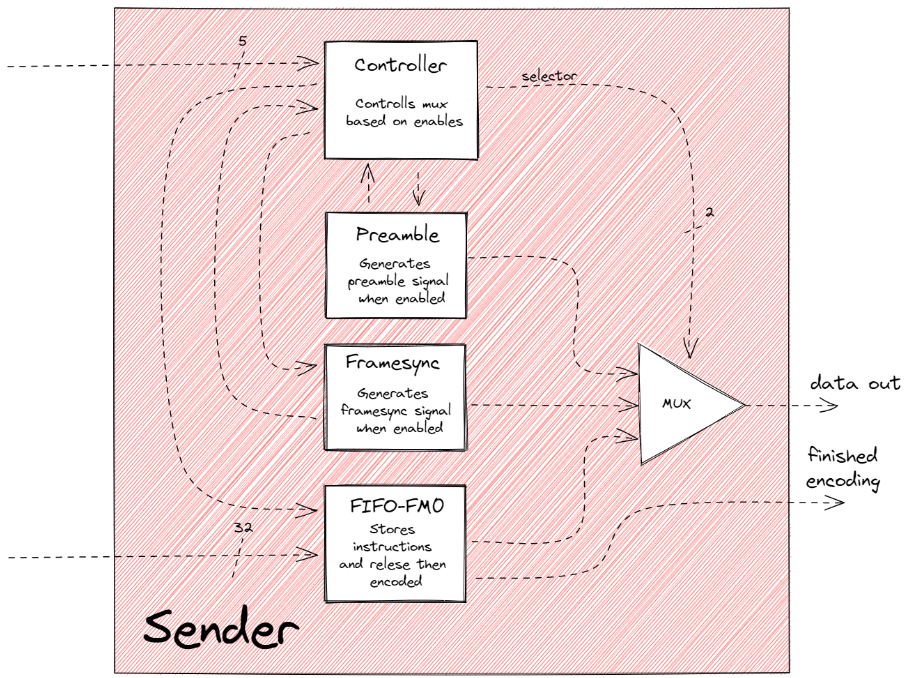 5
Controller
Controlls mux
based on enables
selector
2
Preamble
Generates
preamble signal
when enabled
Framesync
Generates
framesync signal
when enabled
MUX
data out
finished
encoding
FIFO-FMO
Stores
instructions
and relese then
encoded
32
Sender